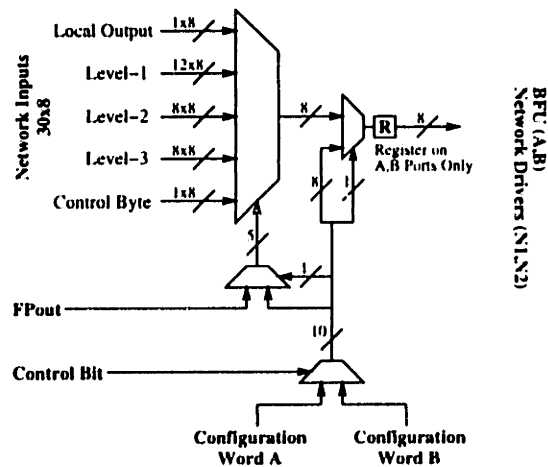 Network Inputs
30x8
Local Output
1x8
Level-1
12x8
Level-2
8x8
Level-3
8x8
Control Byte
1x8
8
R
8
Register on
A,B Ports Only
BFU (A,B)
Network Drivers (N1,N2)
8
1
5
1
FPout
10
Control Bit
Configuration
Word A
Configuration
Word B